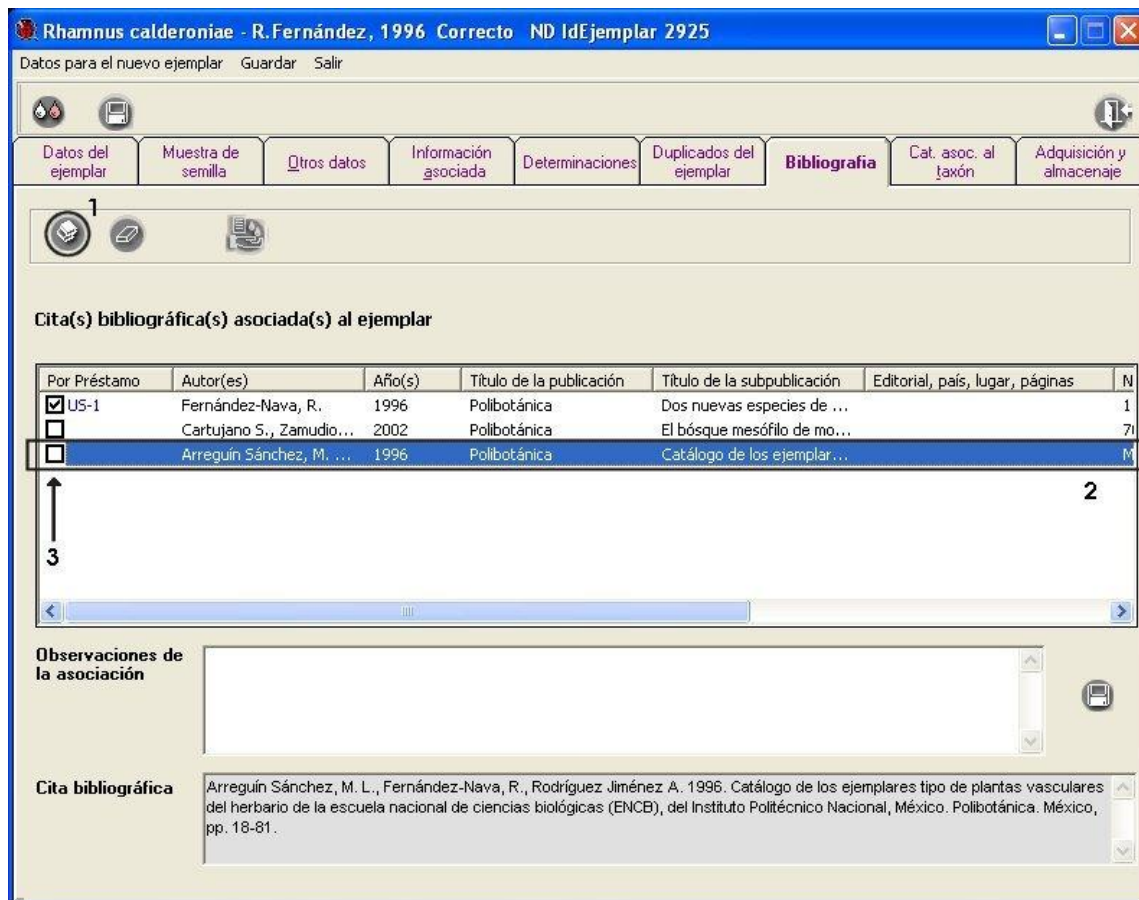 Rhamnus calderoniae - R.Fernández, 1996 Correcto ND IdEjemplar 2925
Datos para el nuevo ejemplar Guardar Salir
Datos del ejemplar
Muestra de semilla
Otros datos
Información asociada
Determinaciones
Duplicados del ejemplar
Bibliografia
Cat. asoc. al taxón
Adquisición y almacenaje
1
Cita(s) bibliográfica(s) asociada(s) al ejemplar
Por Préstamo Autor(es) Año(s) Título de la publicación Título de la subpublicación Editorial, país, lugar, páginas N
US-1 Fernández-Nava, R. 1996 Polibotánica Dos nuevas especies de ... 1
Cartujano S., Zamudio... 2002 Polibotánica El bósque mesófilo de mo... 7
Arreguín Sánchez, M. ... 1996 Polibotánica Catálogo de los ejemplar... M
2
3
Observaciones de
la asociación
Cita bibliográfica
Arreguín Sánchez, M. L., Fernández-Nava, R., Rodríguez Jiménez A. 1996. Catálogo de los ejemplares tipo de plantas vasculares
del herbario de la escuela nacional de ciencias biológicas (ENCB), del Instituto Politécnico Nacional, México. Polibotánica. México,
pp. 18-81.